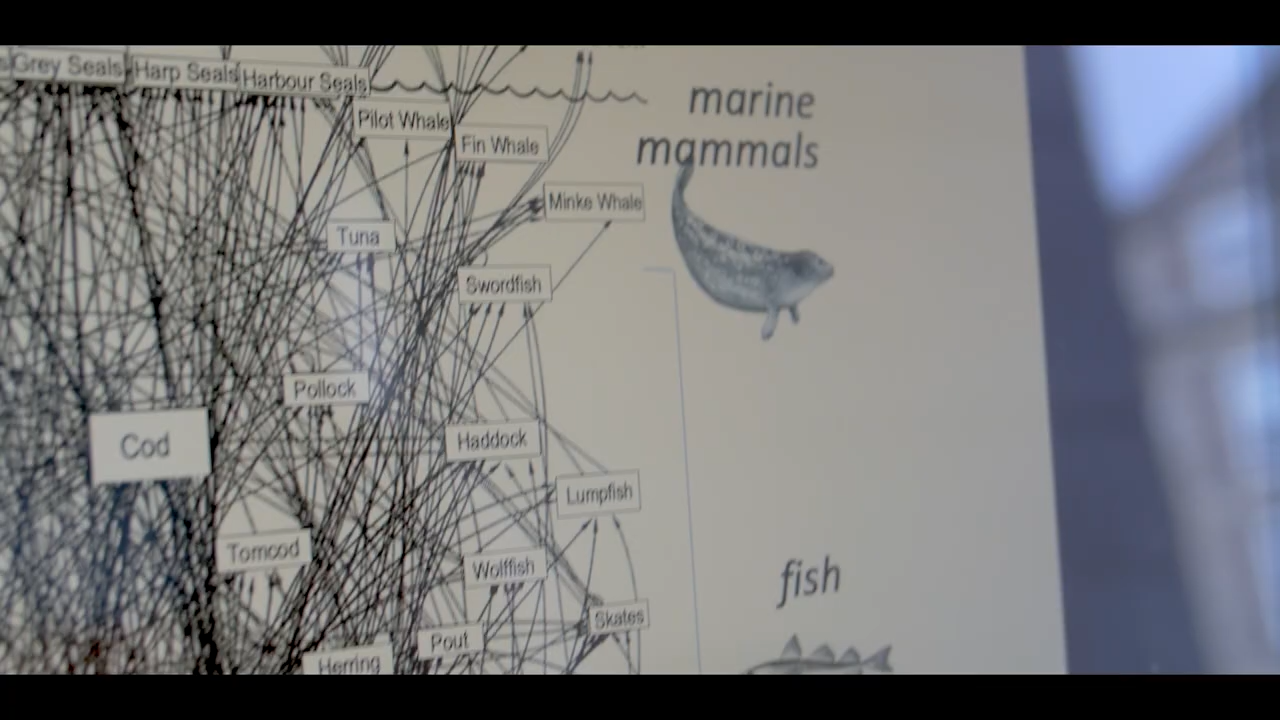 Grey Seals
Harp Seals
Harbour Seals
Pilot Whale
Fin Whale
Minke Whale
marine
mammals
Tuna
Swordfish
Pollock
Cod
Haddock
Lumpfish
Tomcod
Wolffish
fish
Skates
Pout
Herring